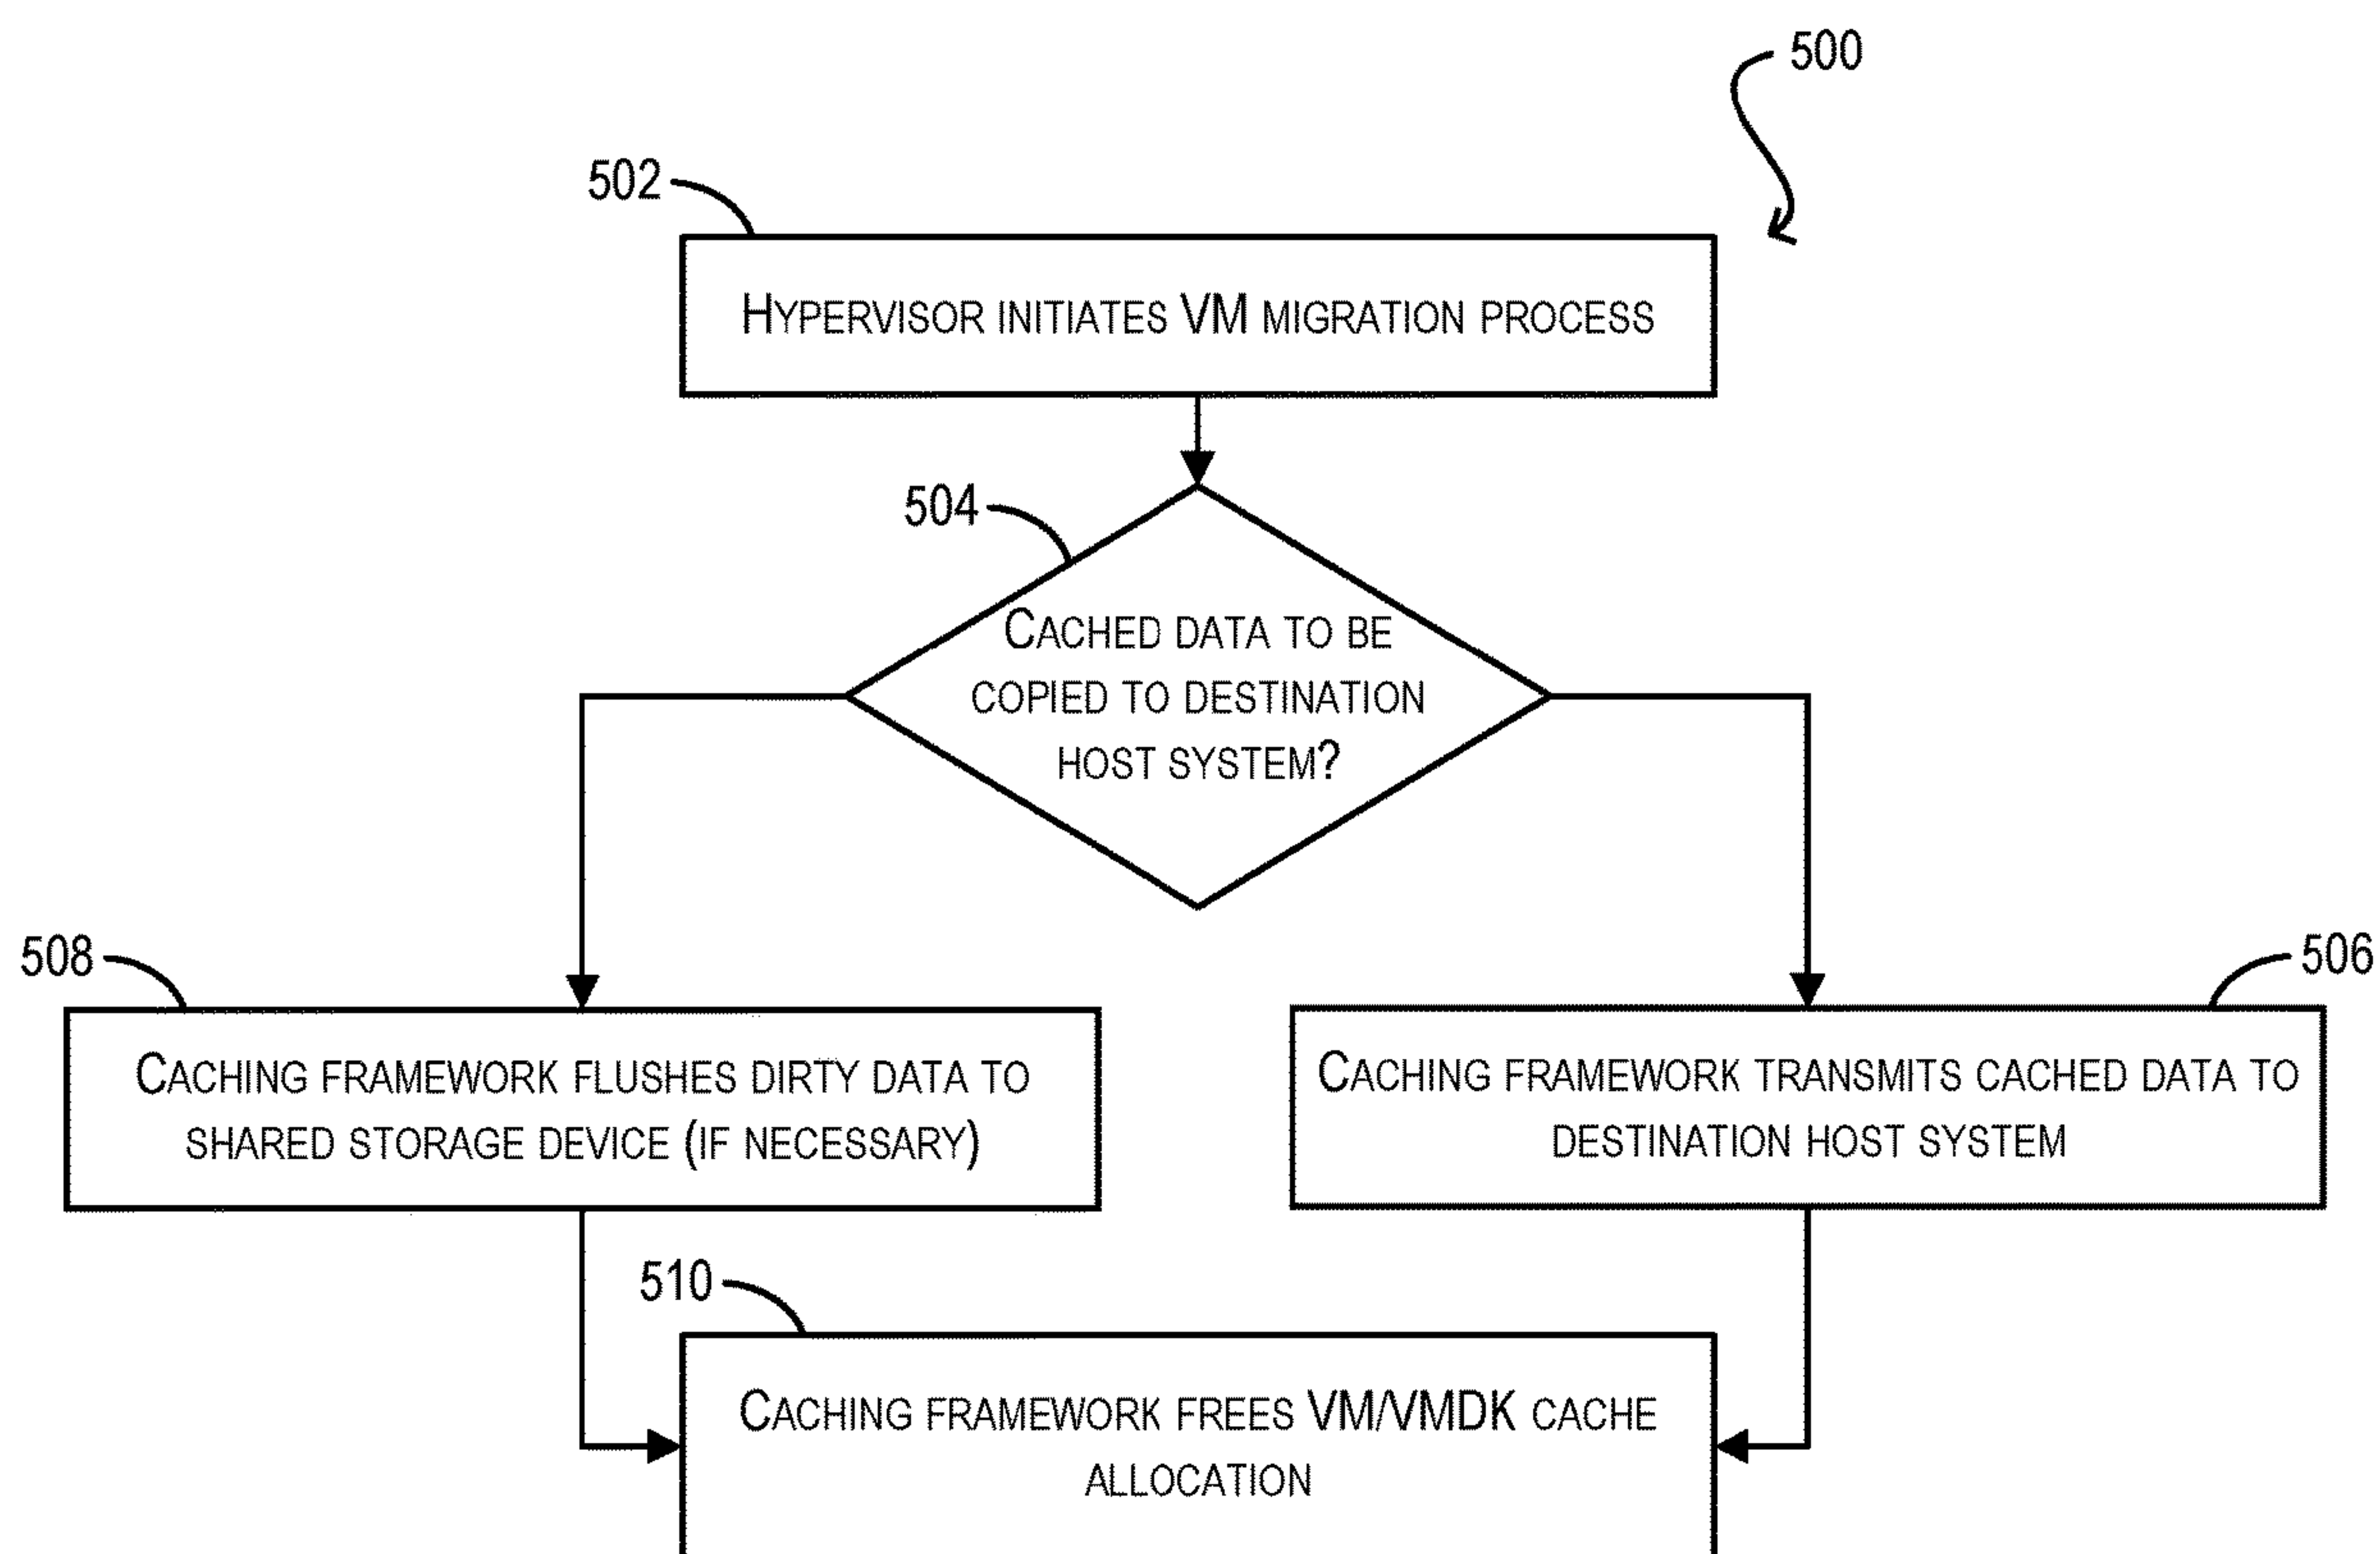 500
502
Hypervisor initiates VM migration process
504
Cached data to be
copied to destination
host system?
508
506
Caching framework flushes dirty data to
shared storage device (if necessary)
Caching framework transmits cached data to
destination host system
510
Caching framework frees VM/VMDK cache
allocation